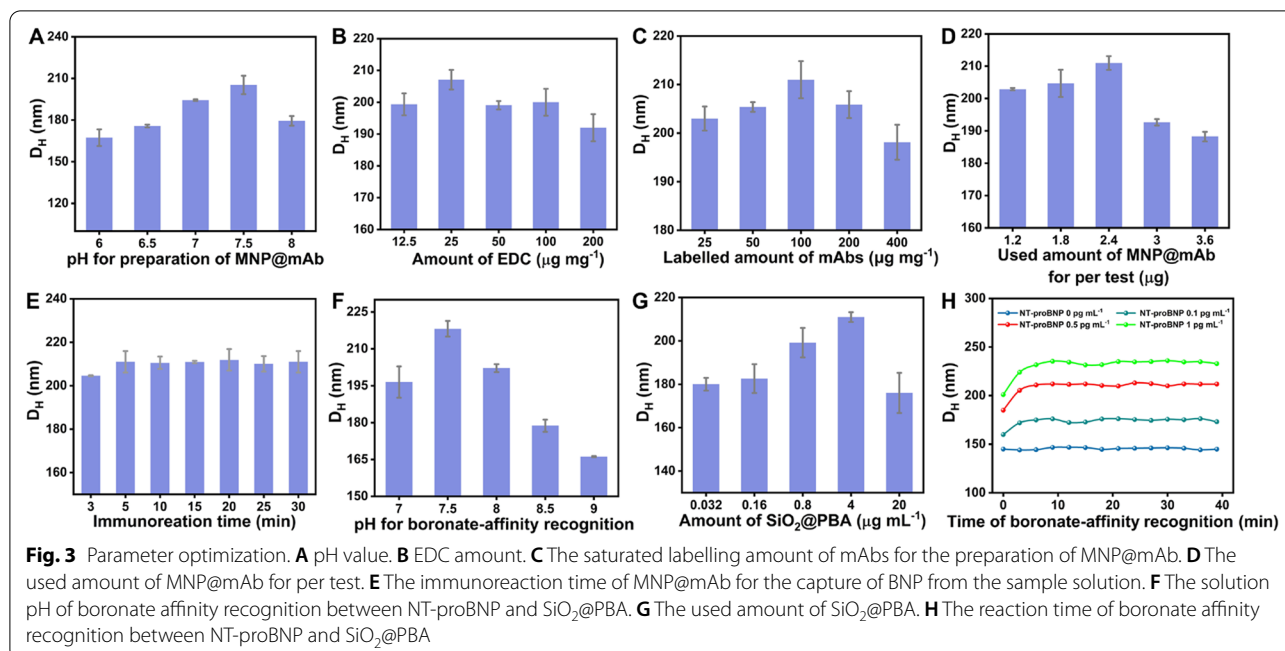 A
D_H (nm)
240
210
180
150
120
6 6.5 7 7.5 8
pH for preparation of MNP@mAb
B
D_H (nm)
220
210
200
190
180
170
160
12.5 25 50 100 200
Amount of EDC (μg mg⁻¹)
C
D_H (nm)
220
210
200
190
180
25 50 100 200 400
Labelled amount of mAbs (μg mg⁻¹)
D
D_H (nm)
220
210
200
190
180
170
160
1.2 1.8 2.4 3 3.6
Used amount of MNP@mAb
for per test (μg)
E
D_H (nm)
240
220
200
180
160
3 5 10 15 20 25 30
Immunoreation time (min)
F
D_H (nm)
225
210
195
180
165
150
7 7.5 8 8.5 9
pH for boronate-affinity recognition
G
D_H (nm)
220
200
180
160
140
0.032 0.16 0.8 4 20
Amount of SiO₂@PBA (μg mL⁻¹)
H
D_H (nm)
300
250
200
150
100
NT-proBNP 0 pg mL⁻¹ NT-proBNP 0.1 pg mL⁻¹
NT-proBNP 0.5 pg mL⁻¹ NT-proBNP 1 pg mL⁻¹
0 10 20 30 40
Time of boronate-affinity recognition (min)
Fig. 3 Parameter optimization. A pH value. B EDC amount. C The saturated labelling amount of mAbs for the preparation of MNP@mAb. D The
used amount of MNP@mAb for per test. E The immunoreaction time of MNP@mAb for the capture of BNP from the sample solution. F The solution
pH of boronate affinity recognition between NT-proBNP and SiO₂@PBA. G The used amount of SiO₂@PBA. H The reaction time of boronate affinity
recognition between NT-proBNP and SiO₂@PBA